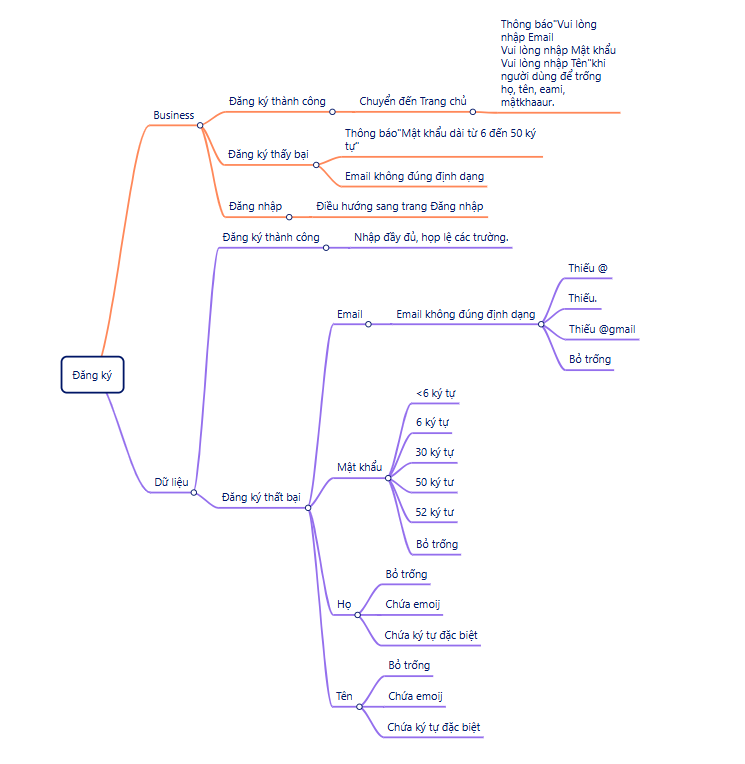 Thông báo"Vui lòng
nhập Email
Vui lòng nhập Mật khẩu
Vui lòng nhập Tên"khi
người dùng để trống
họ, tên, eami,
mậtkhaaur.
Đăng ký thành công
Chuyển đến Trang chủ
Business
Thông báo"Mật khẩu dài từ 6 đến 50 ký
tự"
Đăng ký thấy bại
Email không đúng định dạng
Đăng nhập
Điều hướng sang trang Đăng nhập
Đăng ký thành công
Nhập đầy đủ, họp lệ các trường.
Thiếu @
Thiếu.
Email
Email không đúng định dạng
Thiếu @gmail
Bỏ trống
Đăng ký
<6 ký tự
6 ký tự
30 ký tự
Mật khẩu
50 ký tư
52 ký tư
Bỏ trống
Dữ liệu
Đăng ký thất bại
Bỏ trống
Họ
Chứa emoij
Chứa ký tự đặc biệt
Bỏ trống
Tên
Chứa emoij
Chứa ký tự đặc biệt